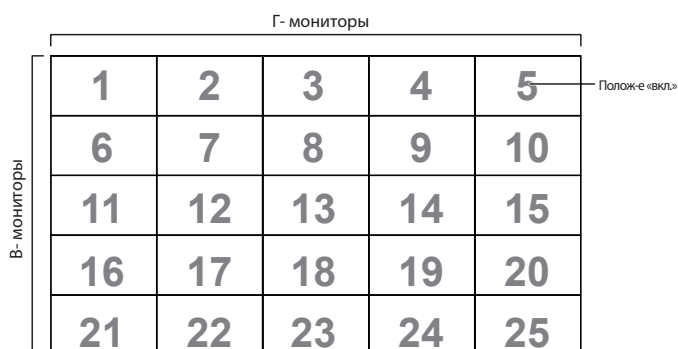 Г- мониторы
В- мониторы
1 2 3 4 5
Полож-е «вкл.»
6 7 8 9 10
11 12 13 14 15
16 17 18 19 20
21 22 23 24 25